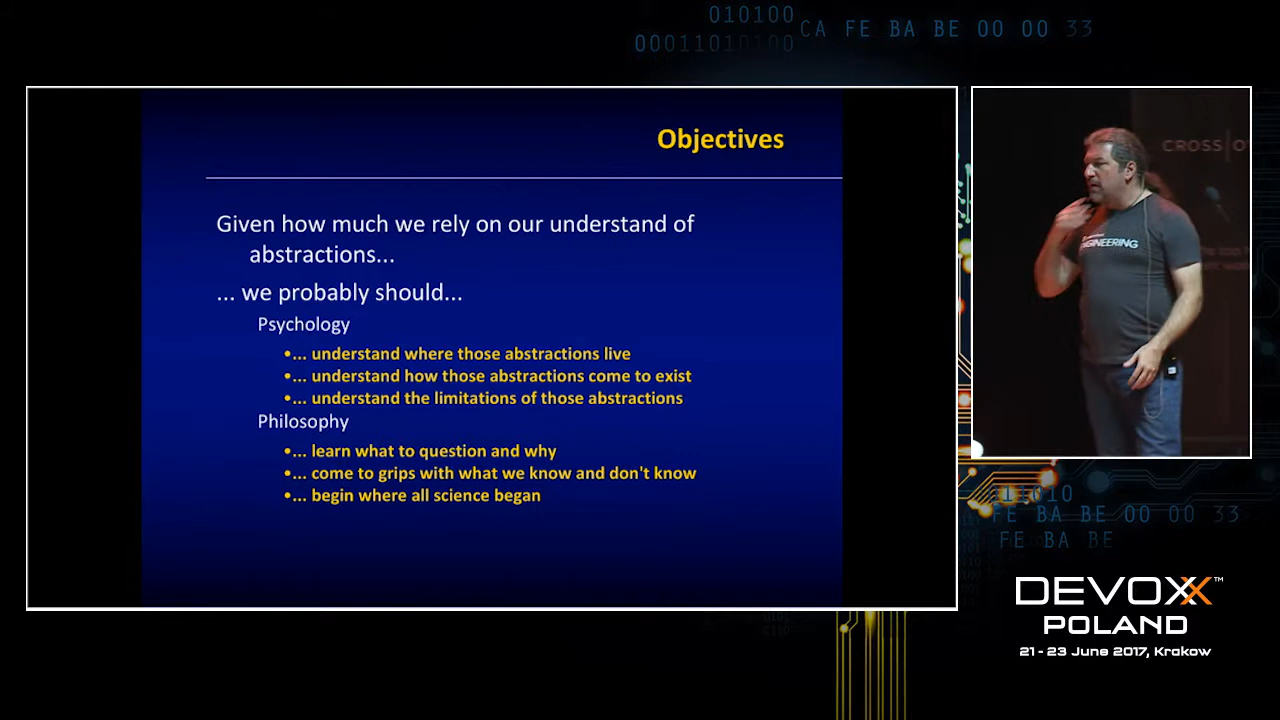 010100
00011010100
CA FE BA BE 00 00 33
Objectives
Given how much we rely on our understand of
abstractions...
... we probably should...
Psychology
•... understand where those abstractions live
•... understand how those abstractions come to exist
•... understand the limitations of those abstractions
Philosophy
•... learn what to question and why
•... come to grips with what we know and don't know
•... begin where all science began
CROSS
ENGINEERING
011010
FE BA BE 00 00 33
FE BA BE
DEVOXX™
POLAND
21 - 23 June 2017, Krakow